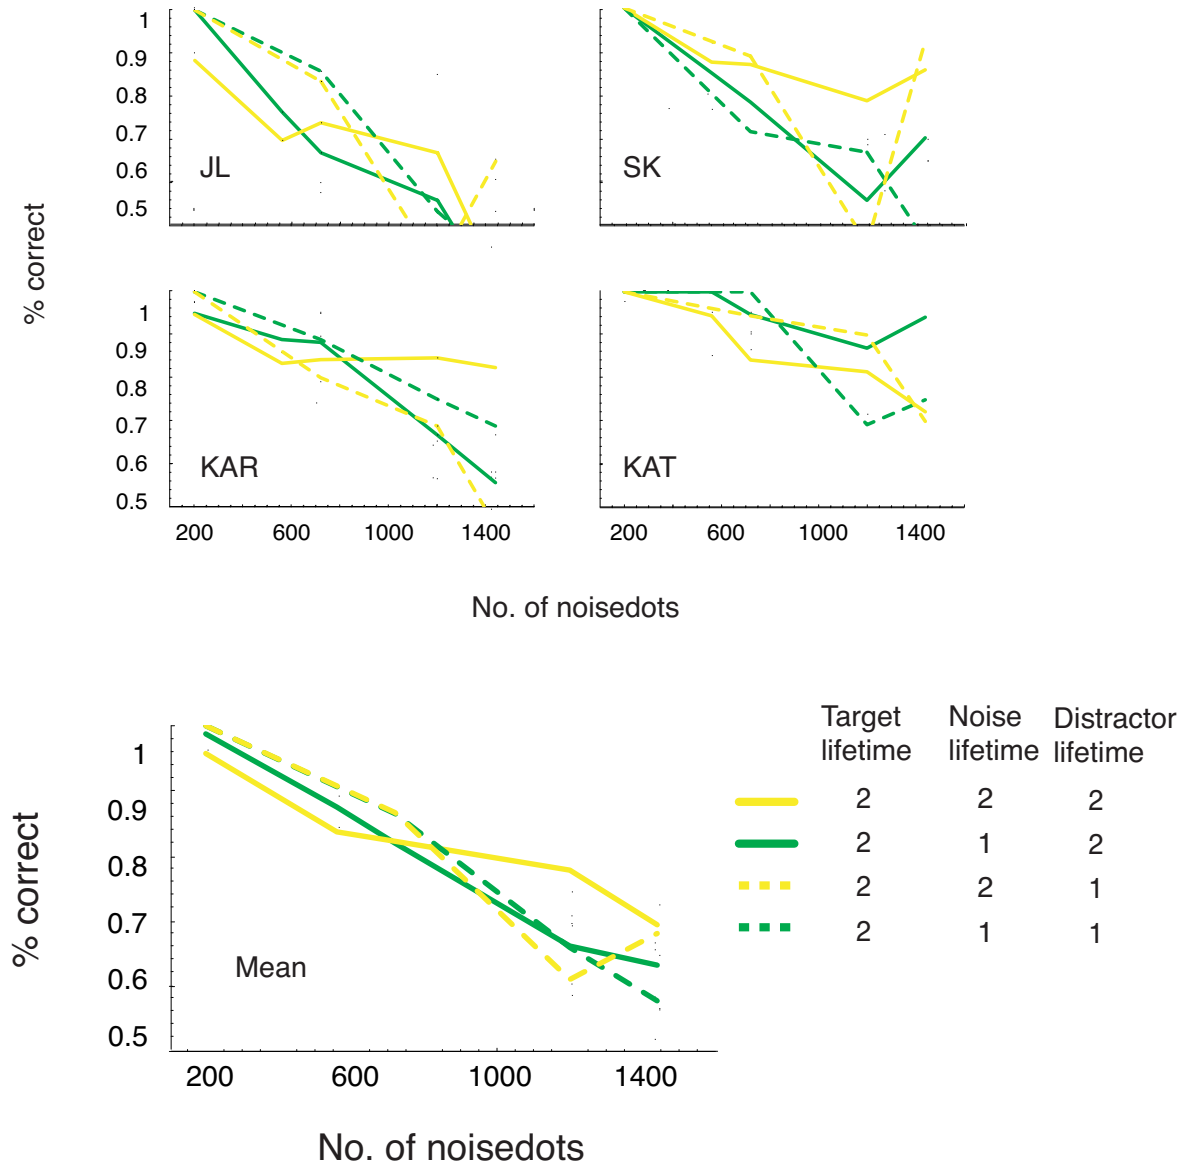 1
0.9
0.8
0.7
0.6
0.5
JL
SK
% correct
1
0.9
0.8
0.7
0.6
0.5
KAR
KAT
200 600 1000 1400
200 600 1000 1400
No. of noisedots
1
0.9
0.8
0.7
0.6
0.5
% correct
Mean
200 600 1000 1400
No. of noisedots
Target lifetime Noise lifetime Distractor lifetime
2 2 2
2 1 2
2 2 1
2 1 1